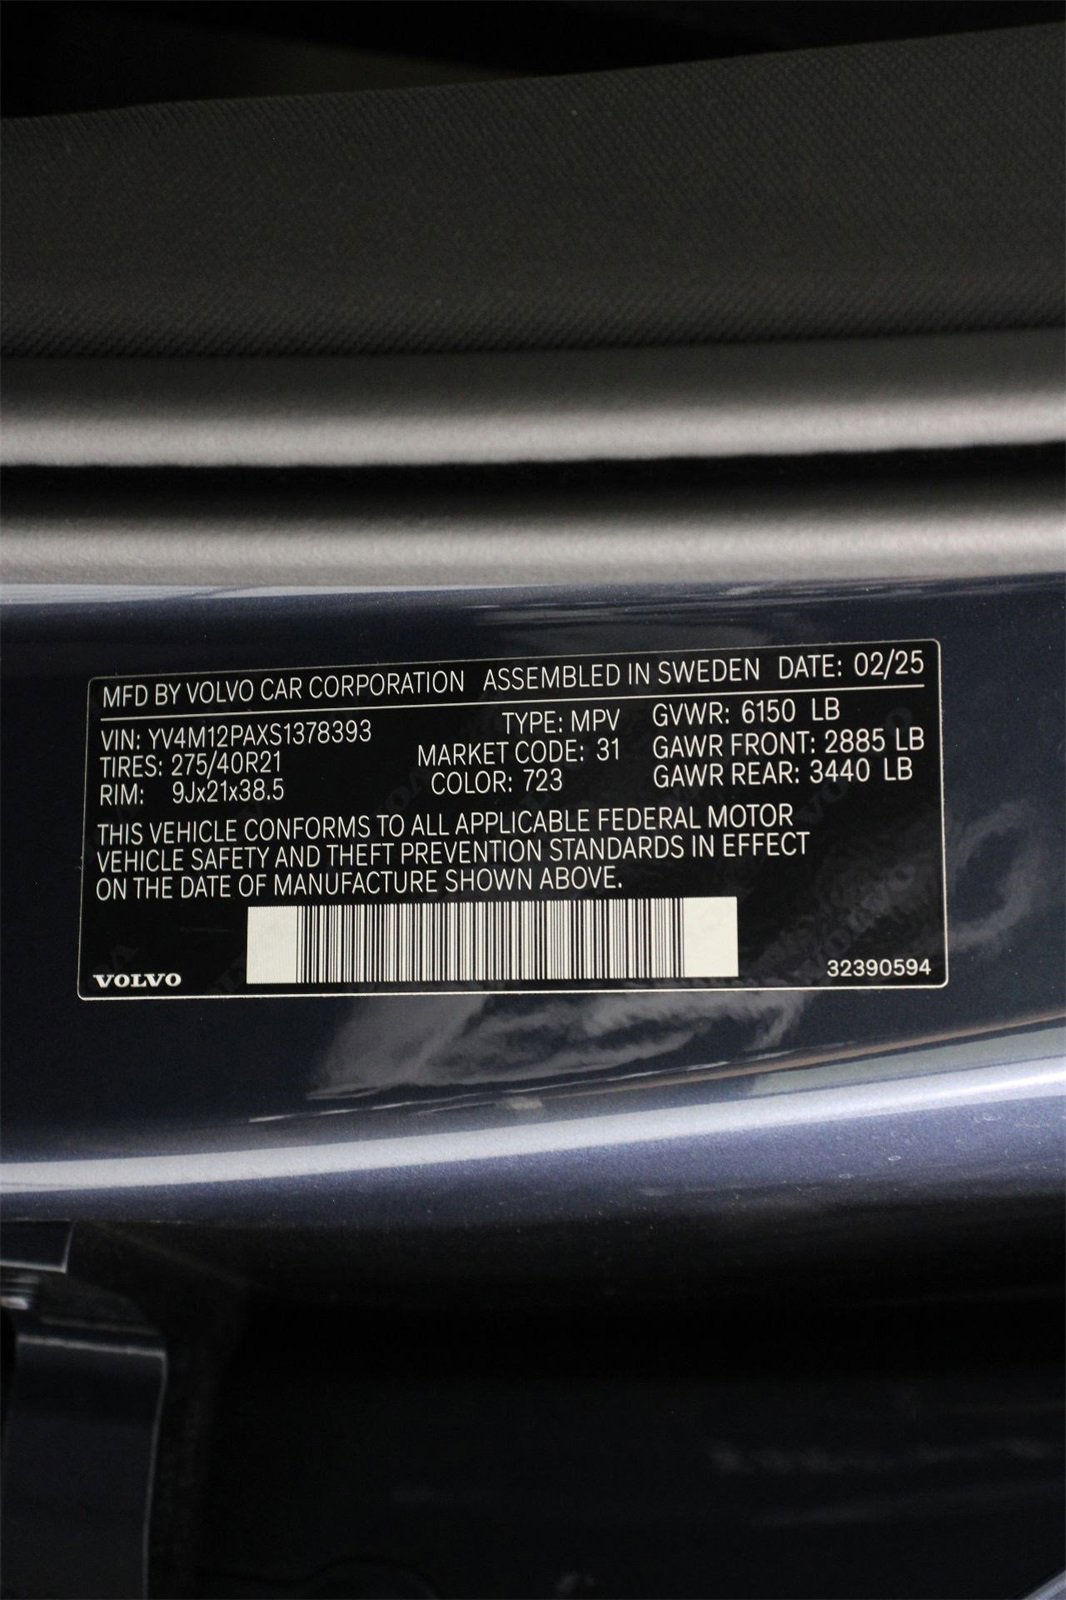 MFD BY VOLVO CAR CORPORATION ASSEMBLED IN SWEDEN DATE: 02/25
VIN: YV4M12PAXS1378393 TYPE: MPV GVWR: 6150 LB
TIRES: 275/40R21 MARKET CODE: 31 GAWR FRONT: 2885 LB
RIM: 9Jx21x38.5 COLOR: 723 GAWR REAR: 3440 LB
THIS VEHICLE CONFORMS TO ALL APPLICABLE FEDERAL MOTOR
VEHICLE SAFETY AND THEFT PREVENTION STANDARDS IN EFFECT
ON THE DATE OF MANUFACTURE SHOWN ABOVE.
VOLVO 32390594